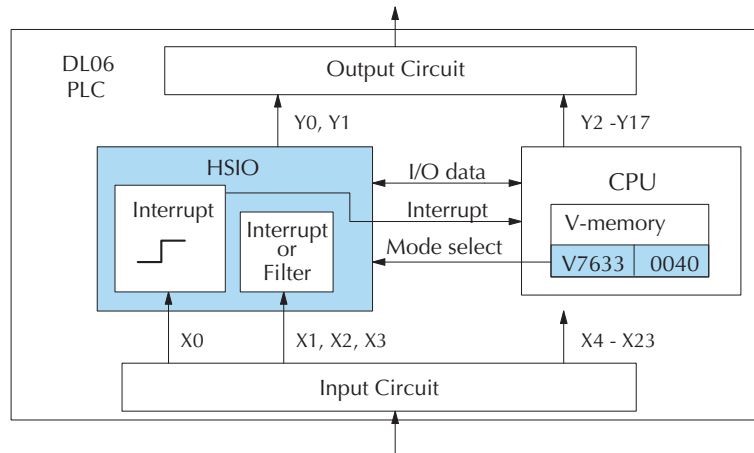 DL06
PLC
Output Circuit
Y0, Y1
Y2 -Y17
HSIO
I/O data
CPU
Interrupt
Interrupt
or
Filter
Interrupt
V-memory
Mode select
V7633 0040
X0
X1, X2, X3
X4 - X23
Input Circuit